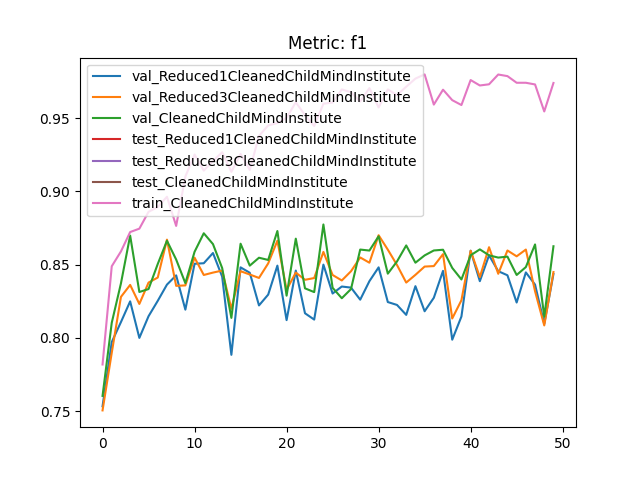 Metric: f1
val_Reduced1CleanedChildMindInstitute
val_Reduced3CleanedChildMindInstitute
val_CleanedChildMindInstitute
test_Reduced1CleanedChildMindInstitute
test_Reduced3CleanedChildMindInstitute
test_CleanedChildMindInstitute
train_CleanedChildMindInstitute
0.95
0.90
0.85
0.80
0.75
0 10 20 30 40 50